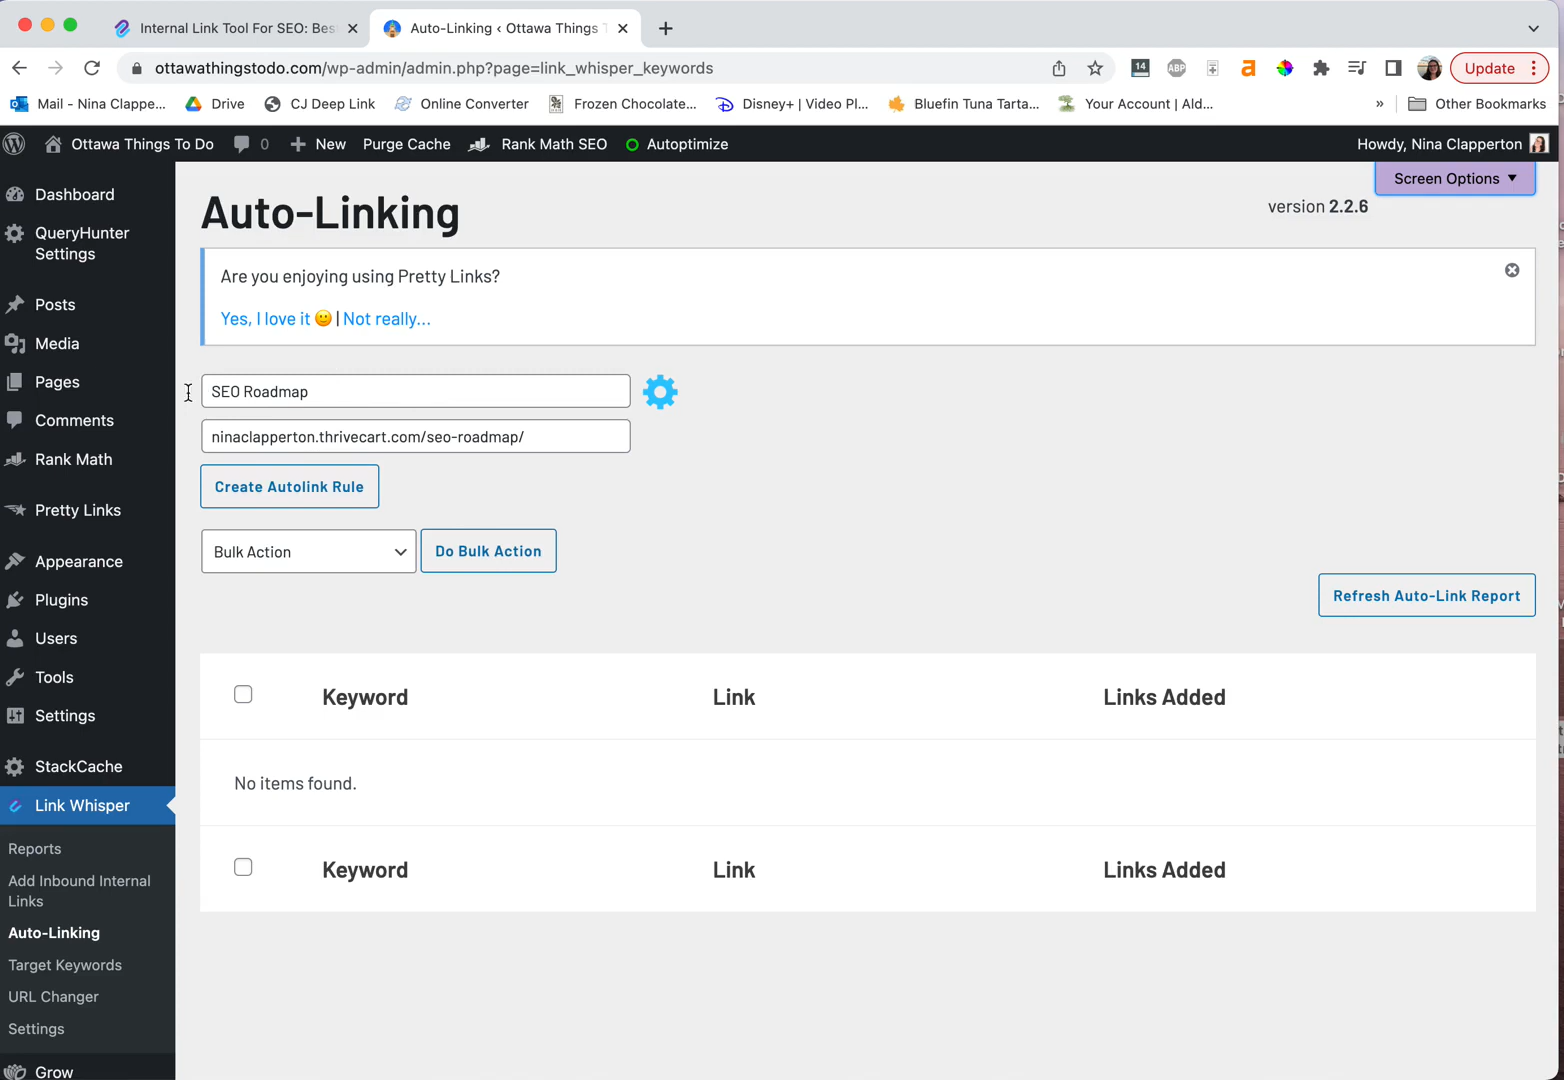 Internal Link Tool For SEO: Bes
Auto-Linking ‹ Ottawa Things T
ottawathingstodo.com/wp-admin/admin.php?page=link_whisper_keywords
14
ABP
a
Update
Mail - Nina Clappe...
Drive
CJ Deep Link
Online Converter
Frozen Chocolate...
Disney+ | Video Pl...
Bluefin Tuna Tarta...
Your Account | Ald...
»
Other Bookmarks
Ottawa Things To Do
0
New
Purge Cache
Rank Math SEO
Autoptimize
Howdy, Nina Clapperton
Screen Options ▼
version 2.2.6
Dashboard
QueryHunter
Settings
Posts
Media
Pages
Comments
Rank Math
Pretty Links
Appearance
Plugins
Users
Tools
Settings
StackCache
Link Whisper
Reports
Add Inbound Internal
Links
Auto-Linking
Target Keywords
URL Changer
Settings
Grow
Auto-Linking
Are you enjoying using Pretty Links?
Yes, I love it 🙂 | Not really...
SEO Roadmap
ninaclapperton.thrivecart.com/seo-roadmap/
Create Autolink Rule
Bulk Action
Do Bulk Action
Refresh Auto-Link Report
Keyword Link Links Added
No items found.
Keyword Link Links Added